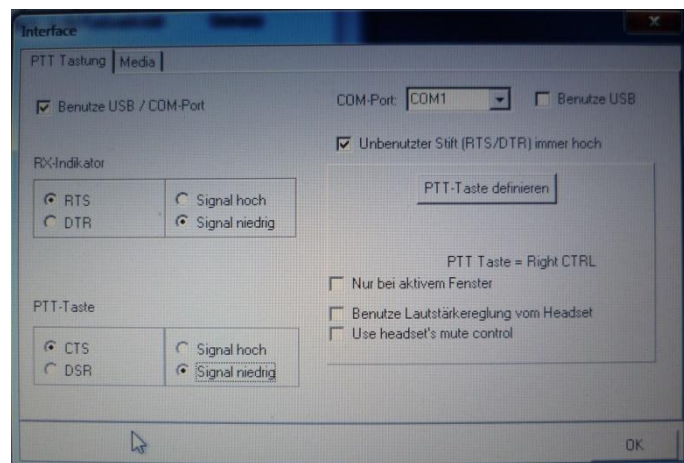 Interface
PTT Tastung Media
Benutze USB / COM-Port
COM-Port: COM1 Benutze USB
Unbenutzter Stift (RTS/DTR) immer hoch
RX-Indikator
RTS Signal hoch
DTR Signal niedrig
PTT-Taste definieren
PTT Taste = Right CTRL
Nur bei aktivem Fenster
Benutze Lautstärkereglung vom Headset
Use headset's mute control
PTT-Taste
CTS Signal hoch
DSR Signal niedrig
OK